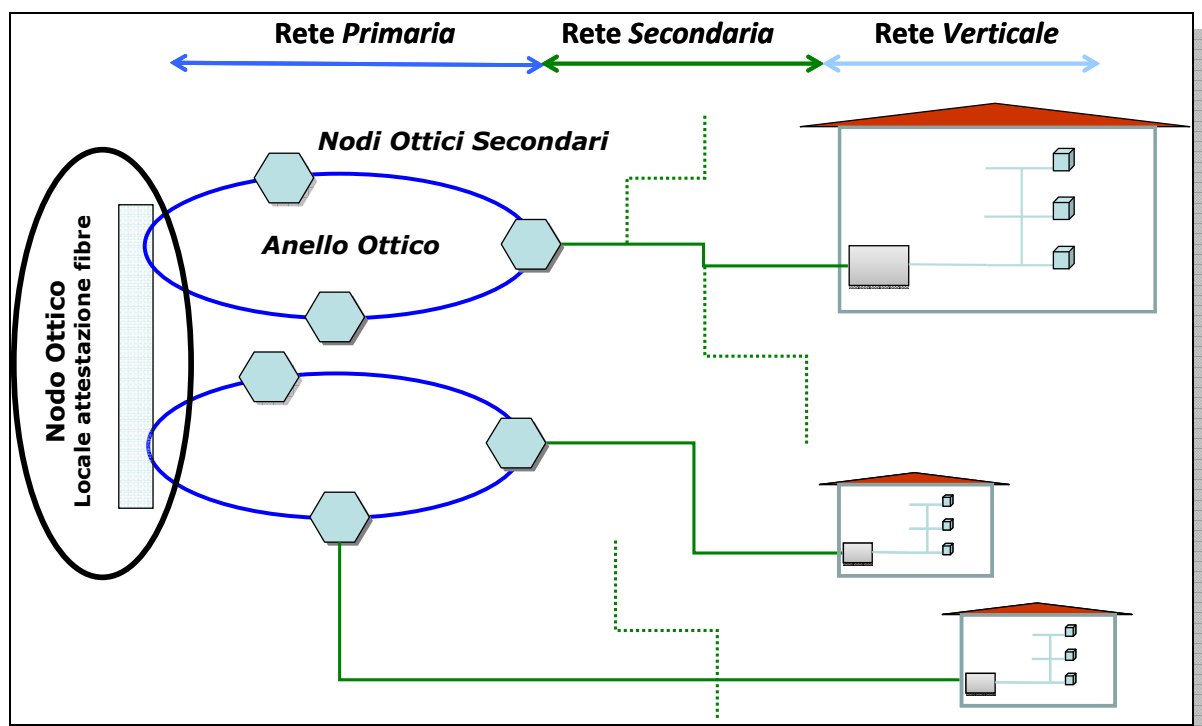 Rete Primaria
Rete Secondaria
Rete Verticale
Nodi Ottici Secondari
Anello Ottico
Nodo Ottico
Locale attestazione fibre